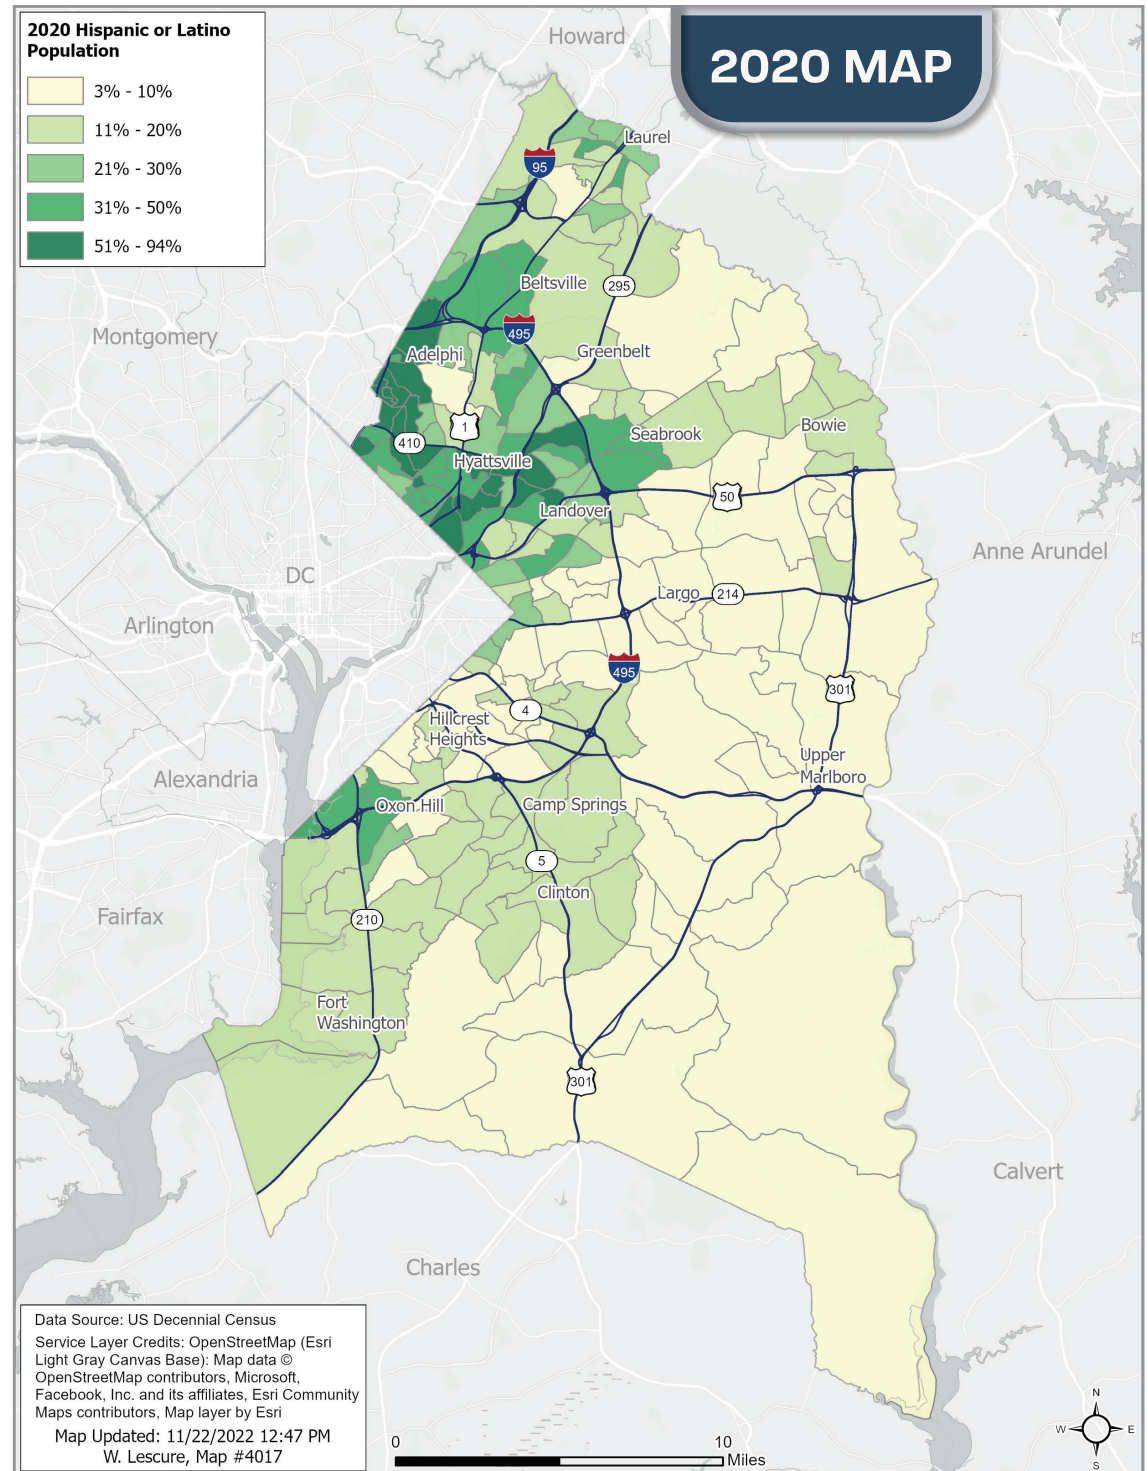 2020 Hispanic or Latino
Population
3% - 10%
11% - 20%
21% - 30%
31% - 50%
51% - 94%
2020 MAP
Howard
Laurel
95
Beltsville
295
Montgomery
495
Adelphi
Greenbelt
1
410
Seabrook
Bowie
Hyattsville
50
Landover
Anne Arundel
DC
Largo
214
Arlington
495
301
4
Hillcrest
Heights
Upper
Marlboro
Alexandria
Oxon Hill
Camp Springs
5
Clinton
Fairfax
210
Fort
Washington
301
Calvert
Charles
Data Source: US Decennial Census
Service Layer Credits: OpenStreetMap (Esri
Light Gray Canvas Base): Map data ©
OpenStreetMap contributors, Microsoft,
Facebook, Inc. and its affiliates, Esri Community
Maps contributors, Map layer by Esri
Map Updated: 11/22/2022 12:47 PM
W. Lescure, Map #4017
0
10
Miles
N
W
E
S